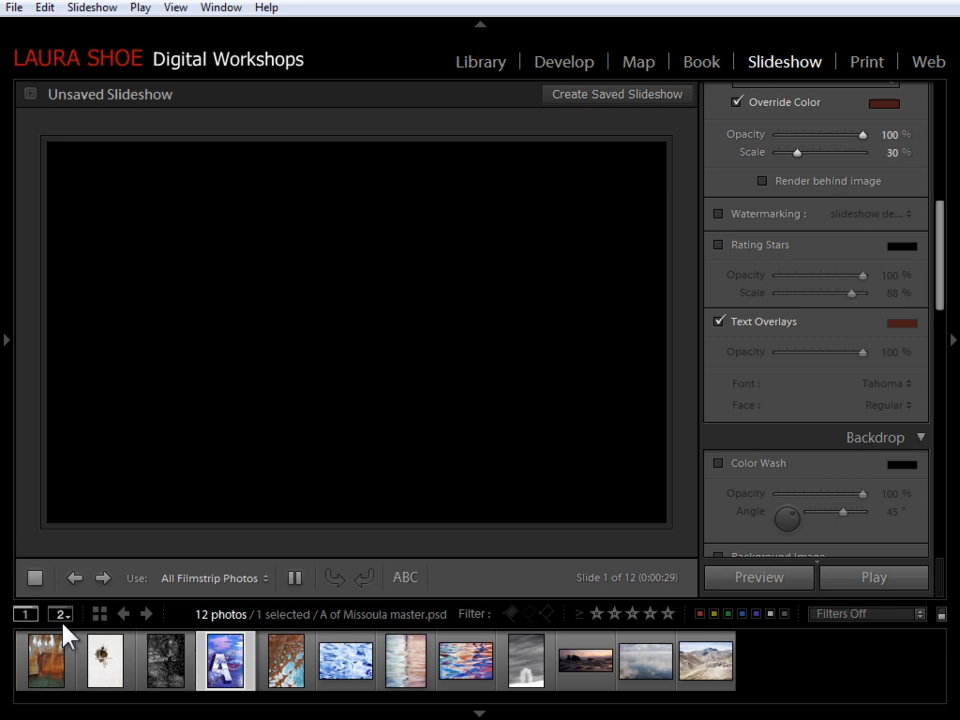 File Edit Slideshow Play View Window Help
LAURA SHOE Digital Workshops
Library Develop Map Book Slideshow Print Web
Unsaved Slideshow Create Saved Slideshow
Override Color
Opacity 100 %
Scale 30 %
Render behind image
Watermarking : slideshow de...
Rating Stars
Opacity 100 %
Scale 88 %
Text Overlays
Opacity 100 %
Font : Tahoma
Face : Regular
Backdrop
Color Wash
Opacity 100 %
Angle 45 °
Background Image
Use: All Filmstrip Photos ABC Slide 1 of 12 (0:00:29) Preview Play
1 2 12 photos / 1 selected / A of Missoula master.psd Filter : ≥ Filters Off
A